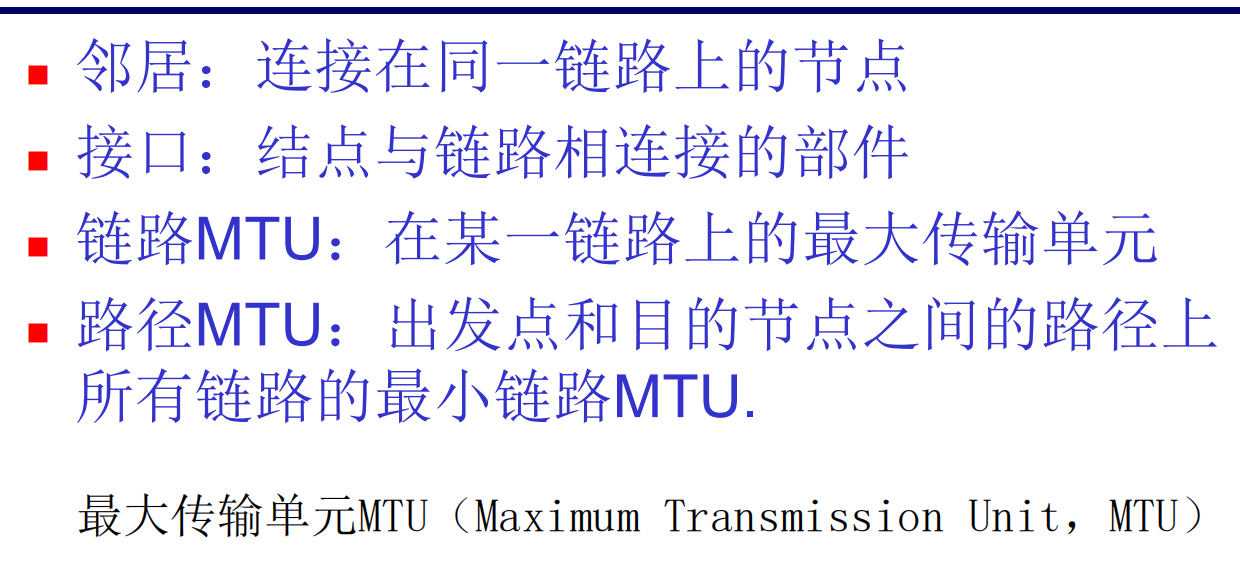 邻居：连接在同一链路上的节点
接口：结点与链路相连接的部件
链路MTU：在某一链路上的最大传输单元
路径MTU：出发点和目的节点之间的路径上
所有链路的最小链路MTU.
最大传输单元MTU（Maximum Transmission Unit，MTU）